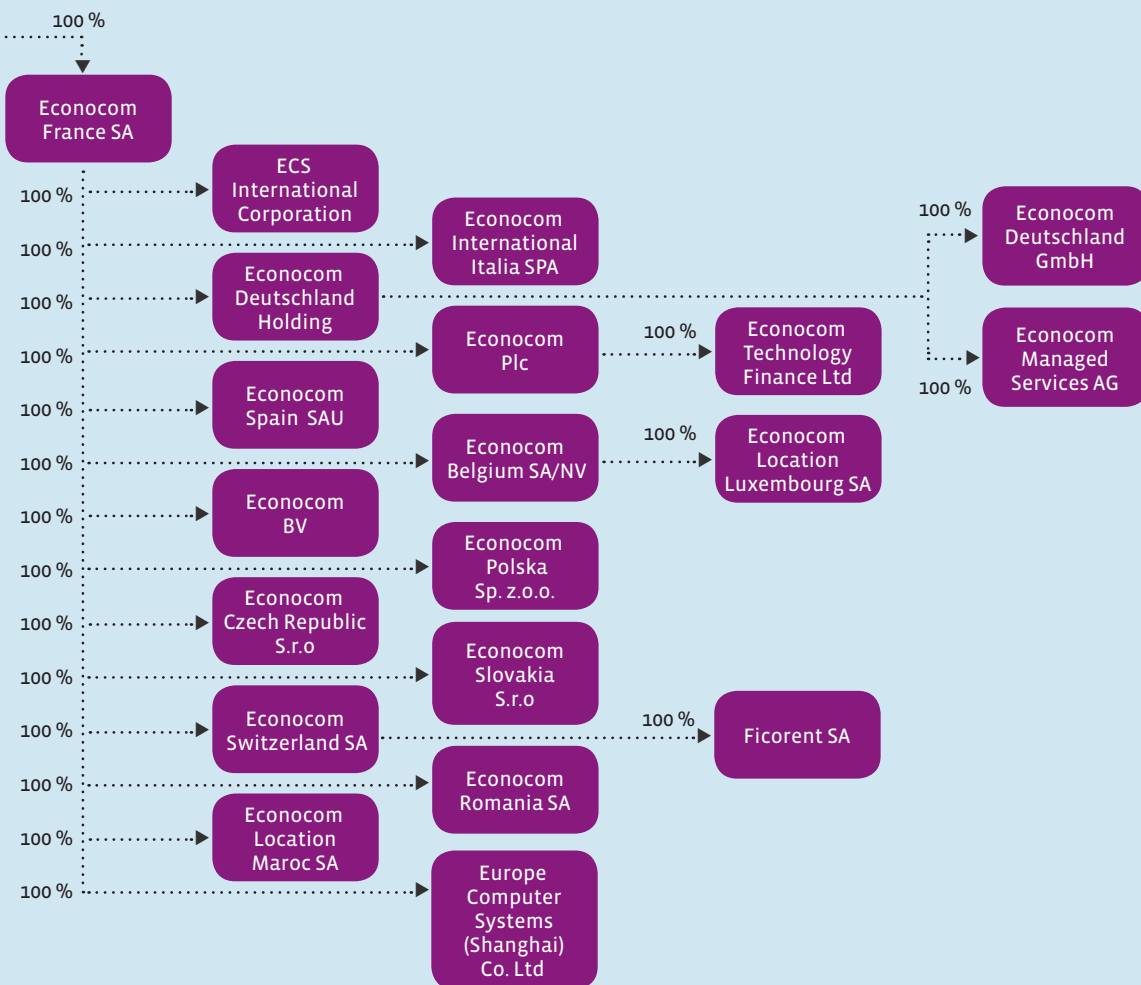 100 %
Econocom
France SA
100 %
ECS
International
Corporation
100 %
Econocom
International
Italia SPA
100 %
Econocom
Deutschland
Holding
100 %
Econocom
Deutschland
GmbH
100 %
Econocom
Managed
Services AG
100 %
Econocom
Plc
100 %
Econocom
Technology
Finance Ltd
100 %
Econocom
Spain SAU
100 %
Econocom
Belgium SA/NV
100 %
Econocom
Location
Luxembourg SA
100 %
Econocom
BV
100 %
Econocom
Polska
Sp. z.o.o.
100 %
Econocom
Czech Republic
S.r.o
100 %
Econocom
Slovakia
S.r.o
100 %
Econocom
Switzerland SA
100 %
Ficorent SA
100 %
Econocom
Romania SA
100 %
Econocom
Location
Maroc SA
100 %
Europe
Computer
Systems
(Shanghai)
Co. Ltd